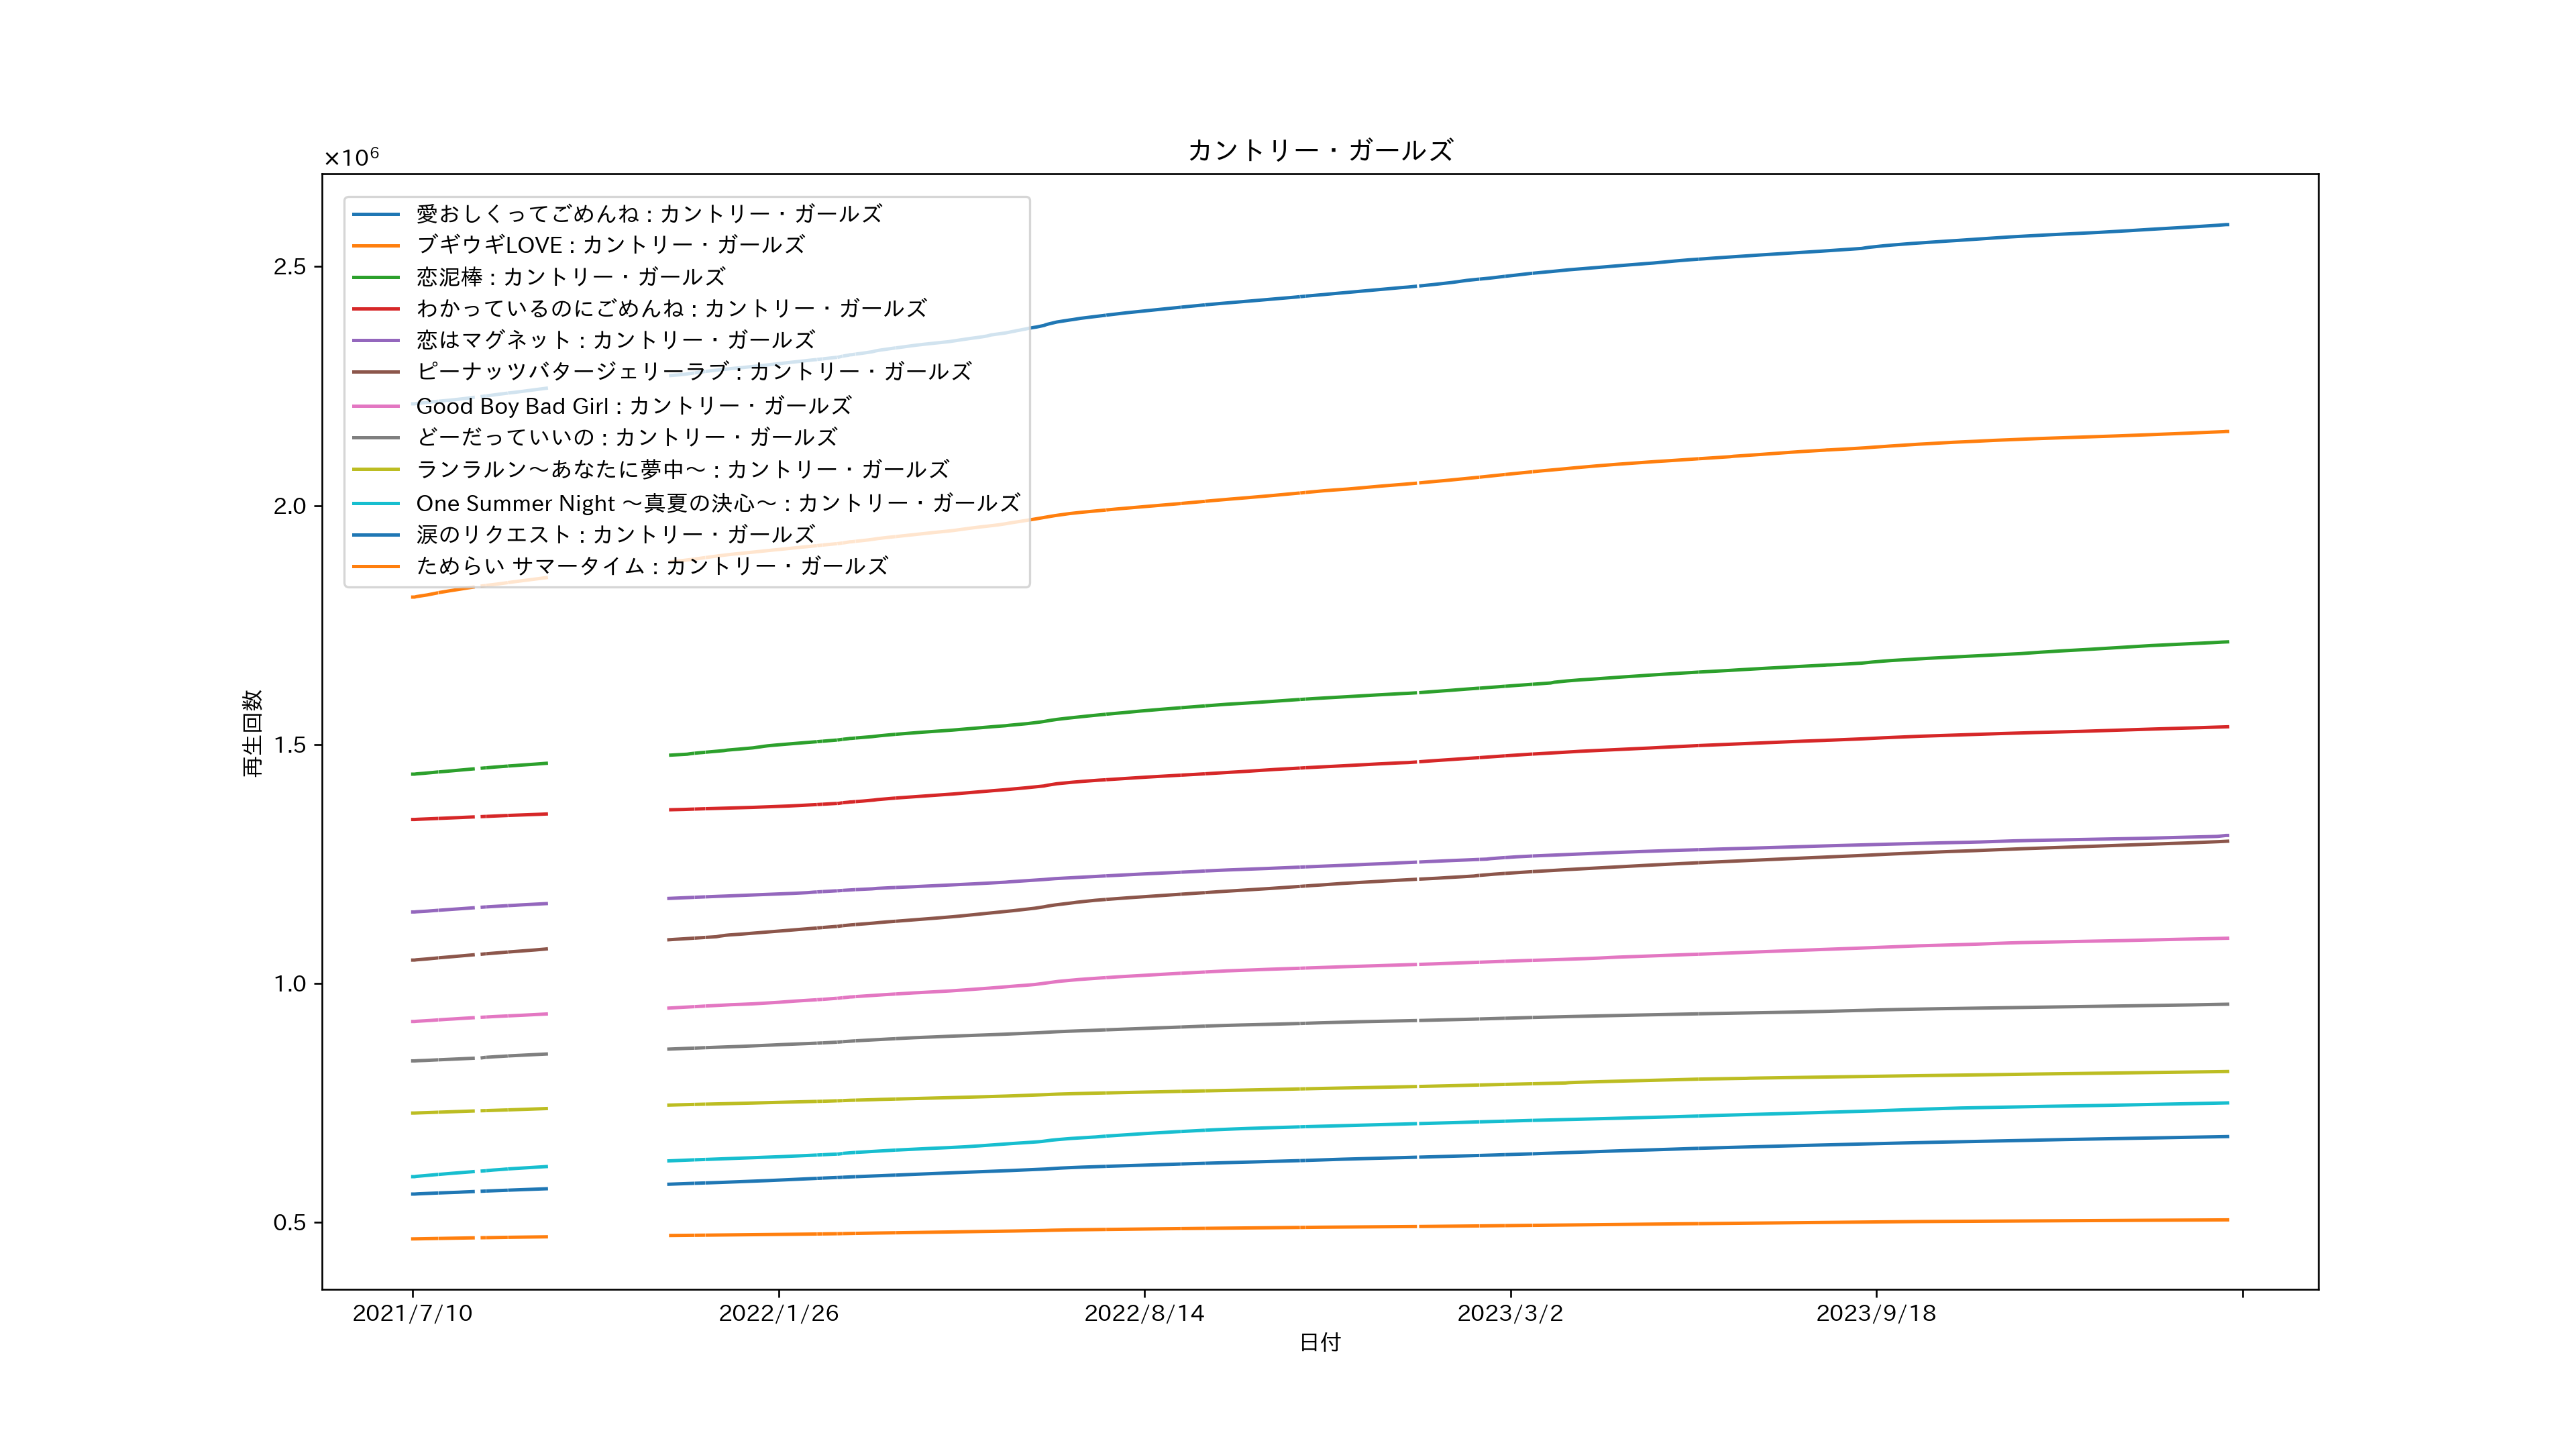 カントリー・ガールズ
×10⁶
愛おしくってごめんね : カントリー・ガールズ
ブギウギLOVE : カントリー・ガールズ
恋泥棒 : カントリー・ガールズ
わかっているのにごめんね : カントリー・ガールズ
恋はマグネット : カントリー・ガールズ
ピーナッツバタージェリーラブ : カントリー・ガールズ
Good Boy Bad Girl : カントリー・ガールズ
どーだっていいの : カントリー・ガールズ
ランラルン～あなたに夢中～ : カントリー・ガールズ
One Summer Night ～真夏の決心～ : カントリー・ガールズ
涙のリクエスト : カントリー・ガールズ
ためらい サマータイム : カントリー・ガールズ
2.5
2.0
1.5
1.0
0.5
再生回数
2021/7/10 2022/1/26 2022/8/14 2023/3/2 2023/9/18
日付